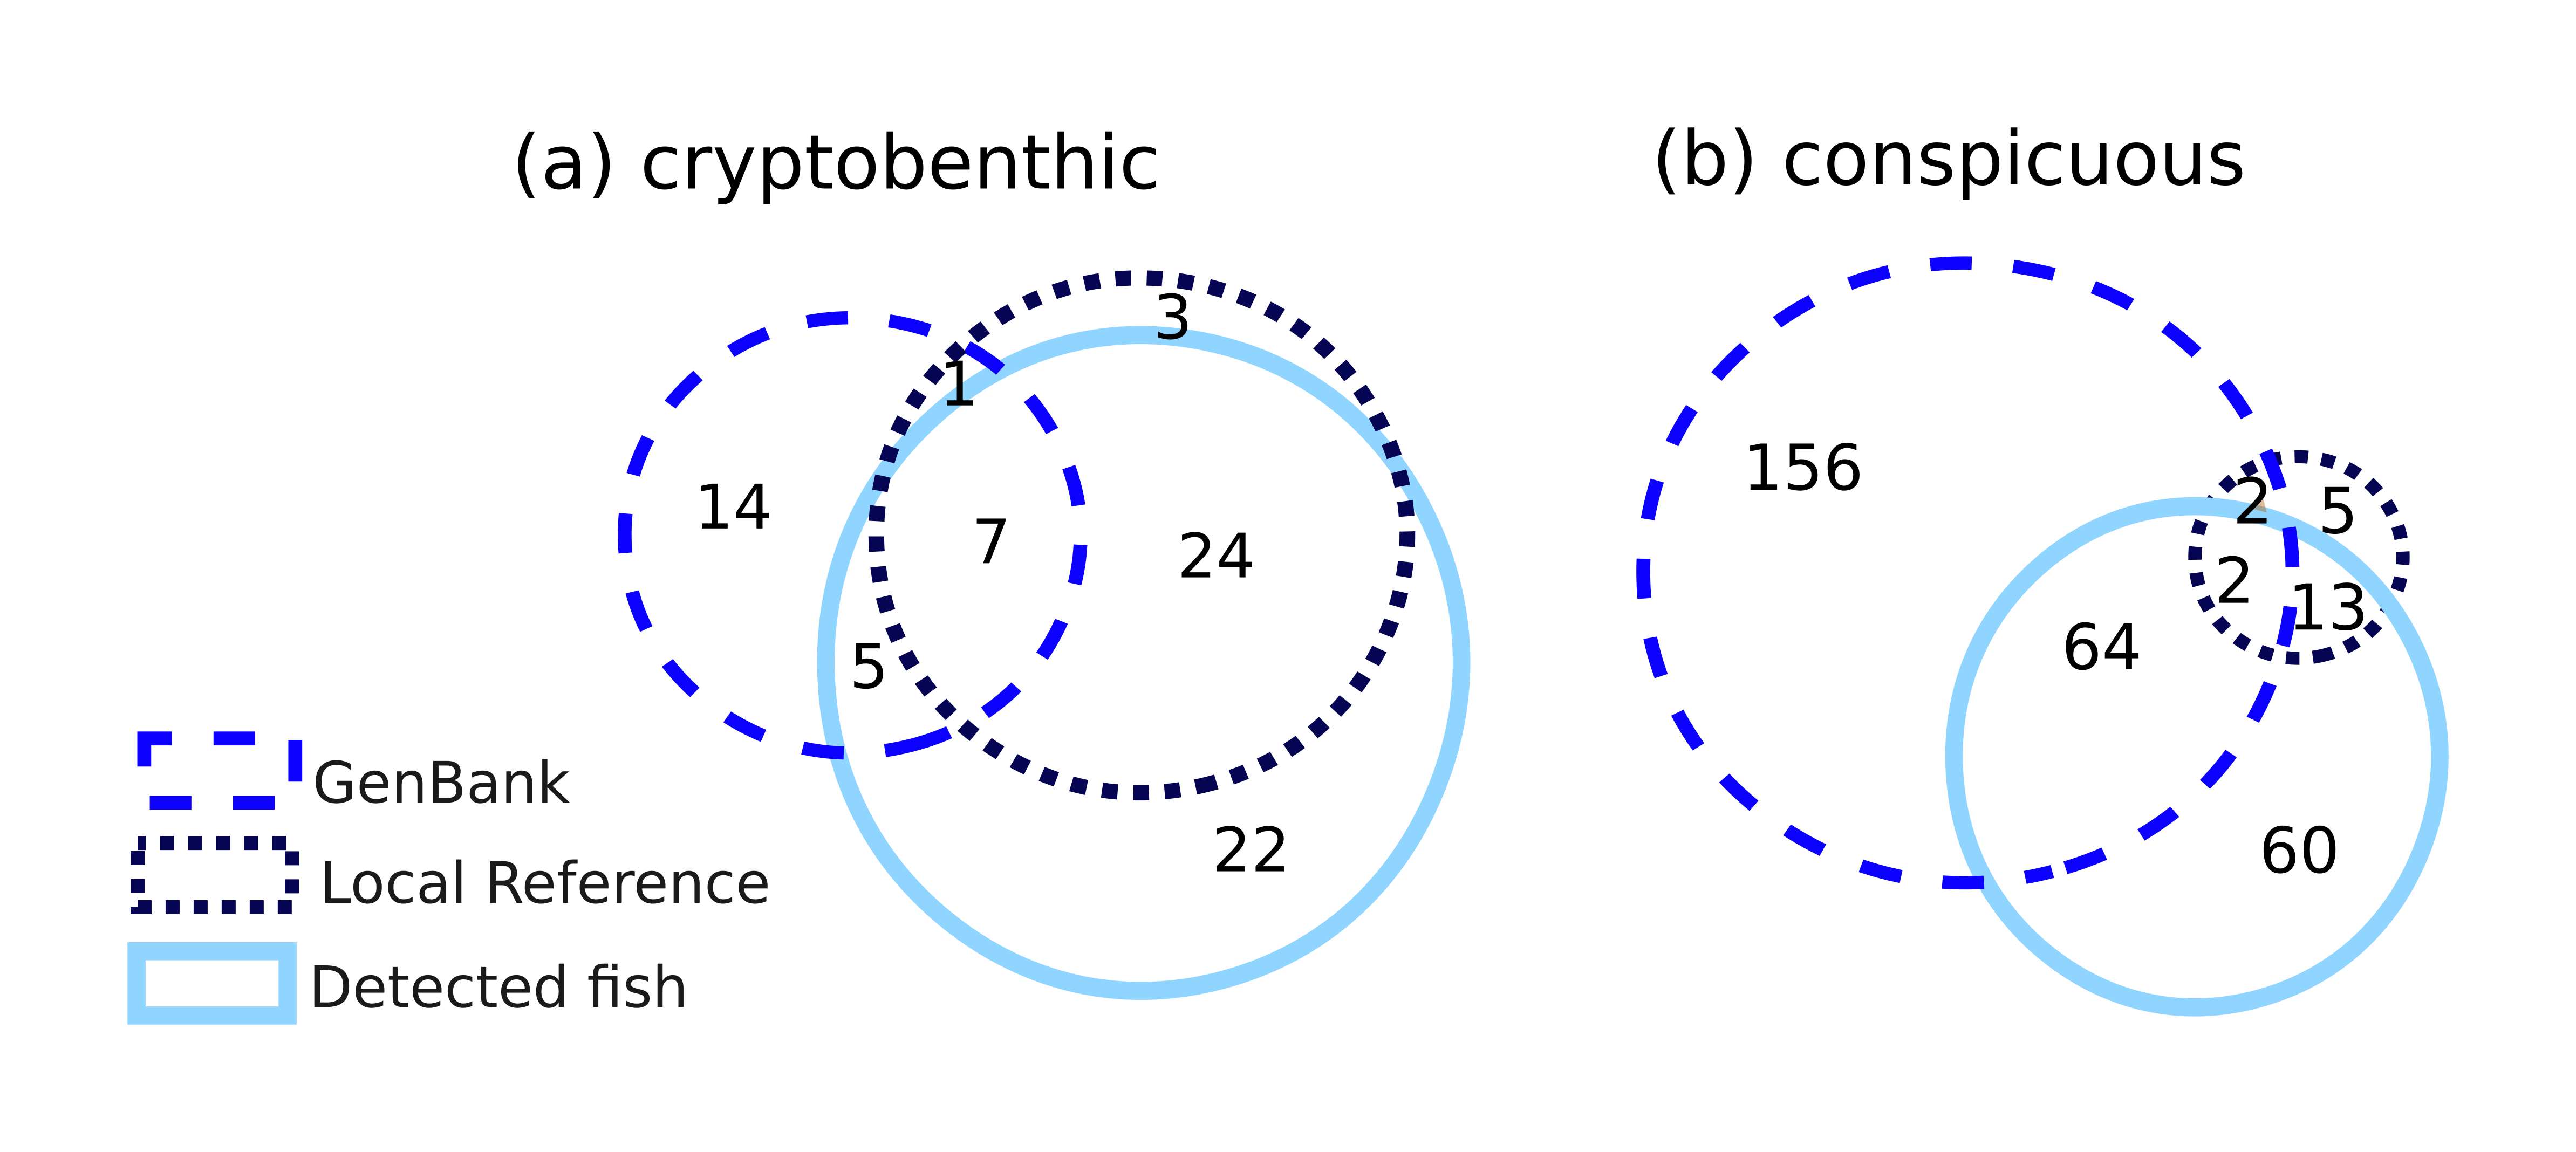 (a) cryptobenthic
3
1
14
7
24
5
22
(b) conspicuous
156
2
5
2
13
64
60
GenBank
Local Reference
Detected fish